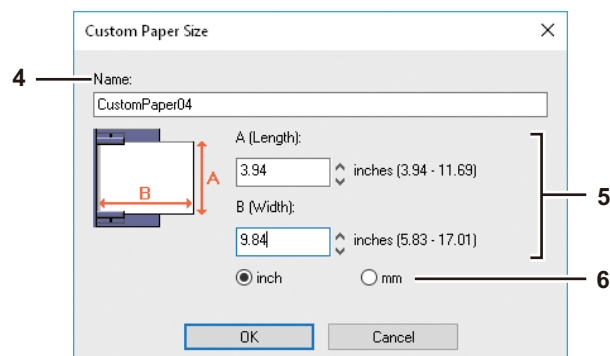 Custom Paper Size
4
Name:
CustomPaper04
A (Length):
3.94 inches (3.94 - 11.69)
A
B
5
B (Width):
9.84 inches (5.83 - 17.01)
inch mm
6
OK Cancel